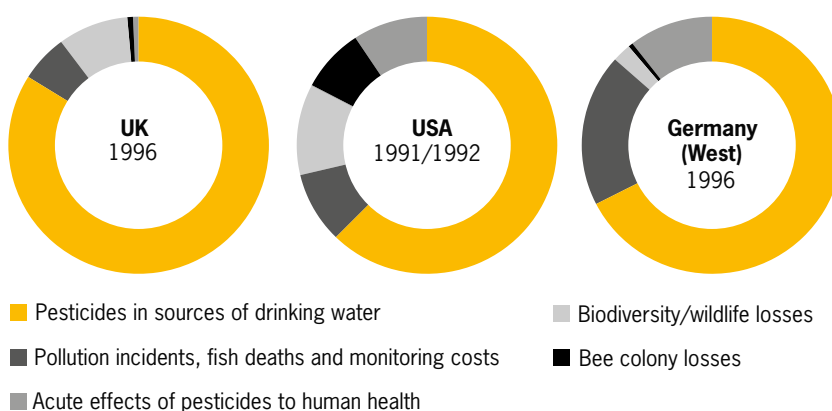 UK
1996
USA
1991/1992
Germany
(West)
1996
Pesticides in sources of drinking water
Pollution incidents, fish deaths and monitoring costs
Acute effects of pesticides to human health
Biodiversity/wildlife losses
Bee colony losses